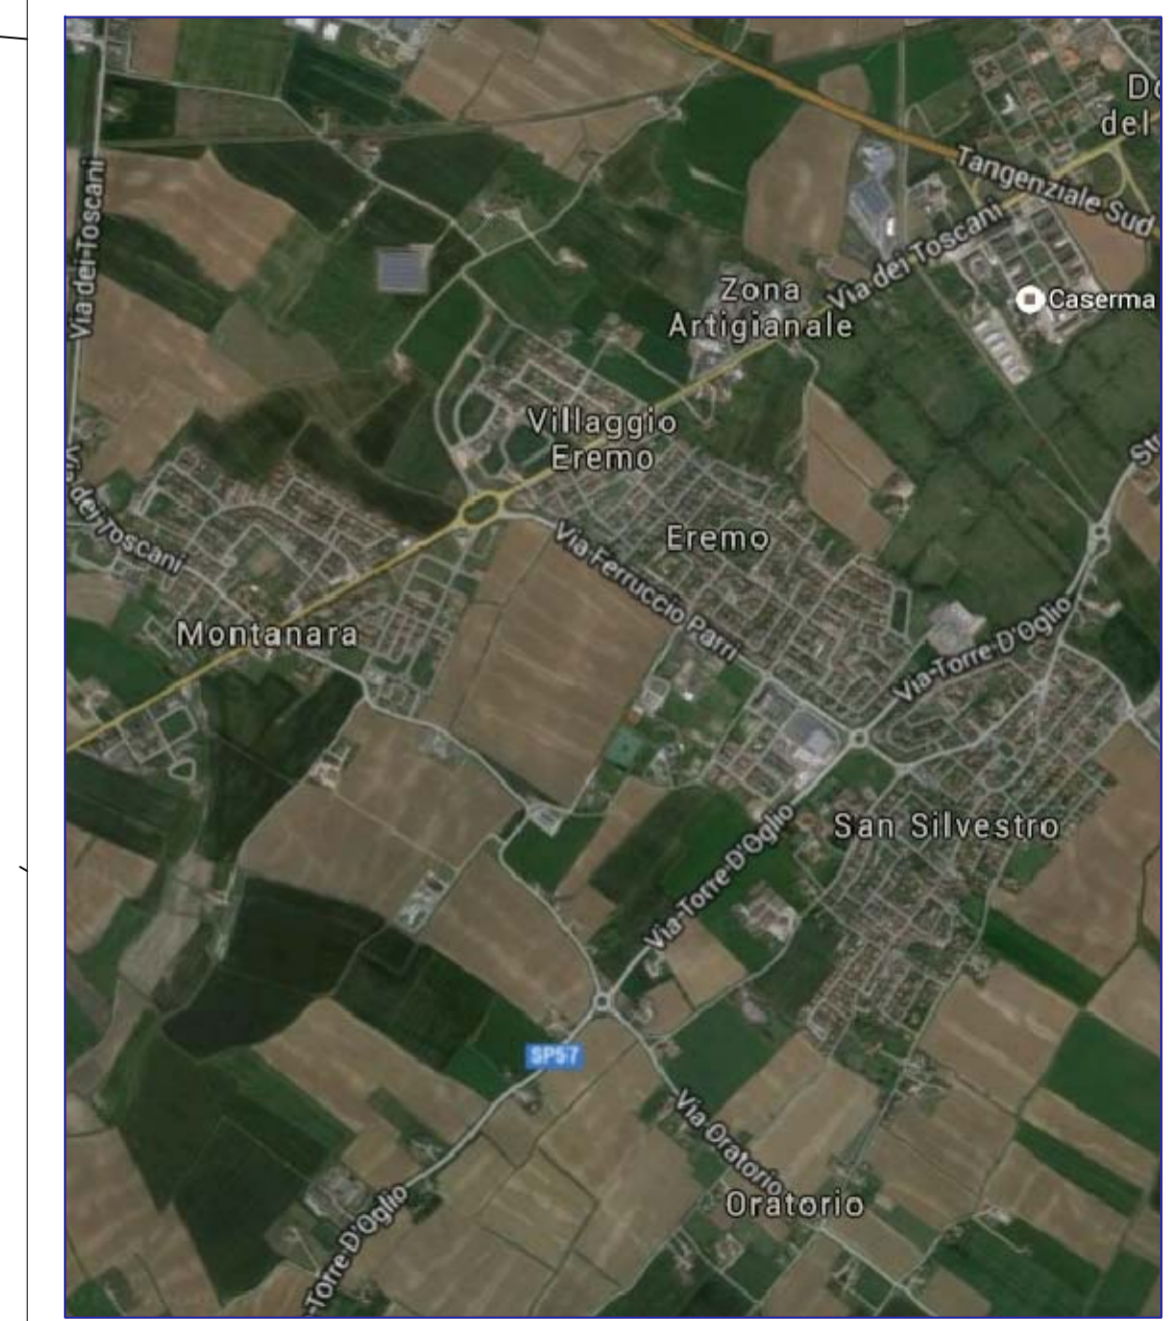 Tangenziale Sud
Via dei Toscani
Via dei Toscani
Zona
Artigianale
Caserma
Villaggio
Eremo
Via dei Toscani
Eremo
Via Ferruccio Parri
Montanara
Via Torre D'Oglio
San Silvestro
Via Torre D'Oglio
SP57
Via Oratorio
Oratorio
Torre D'Oglio